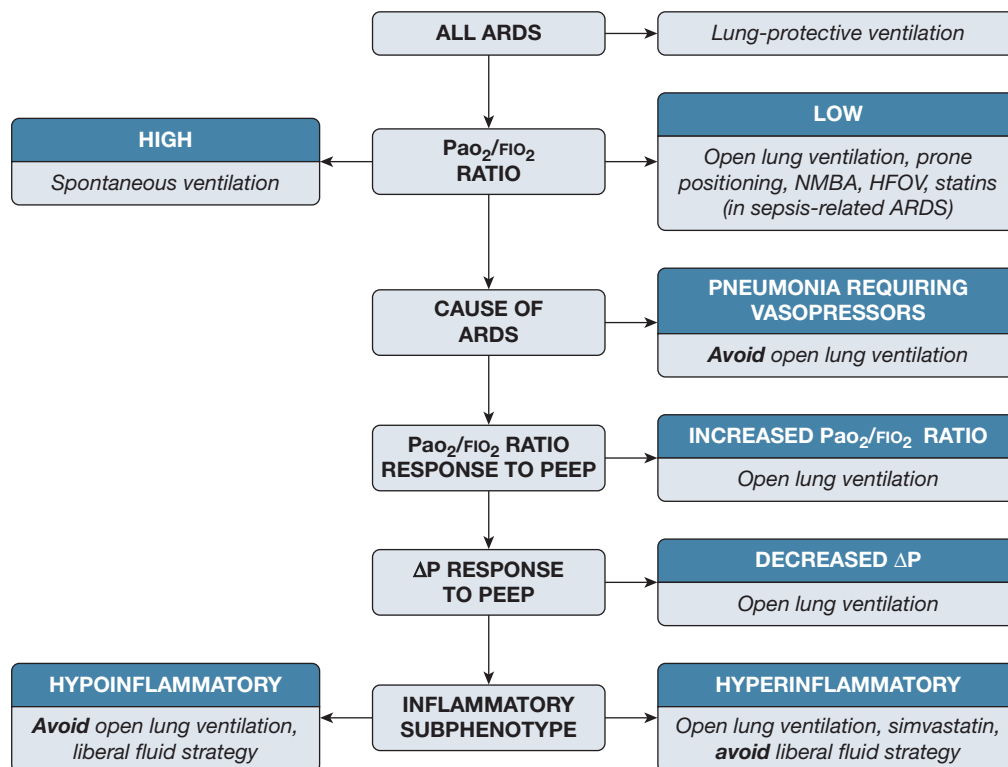 ALL ARDS
Lung-protective ventilation
HIGH
Spontaneous ventilation
Pao₂/FIO₂
RATIO
LOW
Open lung ventilation, prone
positioning, NMBA, HFOV, statins
(in sepsis-related ARDS)
CAUSE OF
ARDS
PNEUMONIA REQUIRING
VASOPRESSORS
Avoid open lung ventilation
Pao₂/FIO₂ RATIO
RESPONSE TO PEEP
INCREASED Pao₂/FIO₂ RATIO
Open lung ventilation
ΔP RESPONSE
TO PEEP
DECREASED ΔP
Open lung ventilation
HYPOINFLAMMATORY
Avoid open lung ventilation,
liberal fluid strategy
INFLAMMATORY
SUBPHENOTYPE
HYPERINFLAMMATORY
Open lung ventilation, simvastatin,
avoid liberal fluid strategy